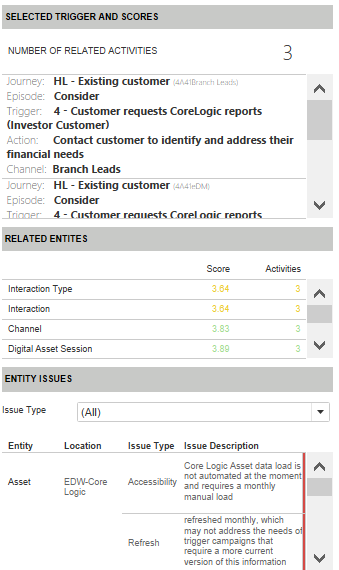 SELECTED TRIGGER AND SCORES
NUMBER OF RELATED ACTIVITIES 3
Journey: HL - Existing customer (4A41Branch Leads)
Episode: Consider
Trigger: 4 - Customer requests CoreLogic reports
(Investor Customer)
Action: Contact customer to identify and address their
financial needs
Channel: Branch Leads
Journey: HL - Existing customer (4A41eDM)
Episode: Consider
Trigger: 4 - Customer requests CoreLogic reports
RELATED ENTITES
Score Activities
Interaction Type 3.64 3
Interaction 3.64 3
Channel 3.83 3
Digital Asset Session 3.89 3
ENTITY ISSUES
Issue Type (All)
Entity Location Issue Type Issue Description
Asset EDW-Core
Logic
Accessibility
Core Logic Asset data load is
not automated at the moment
and requires a monthly
manual load
Refresh
refreshed monthly, which
may not address the needs of
trigger campaigns that
require a more current
version of this information